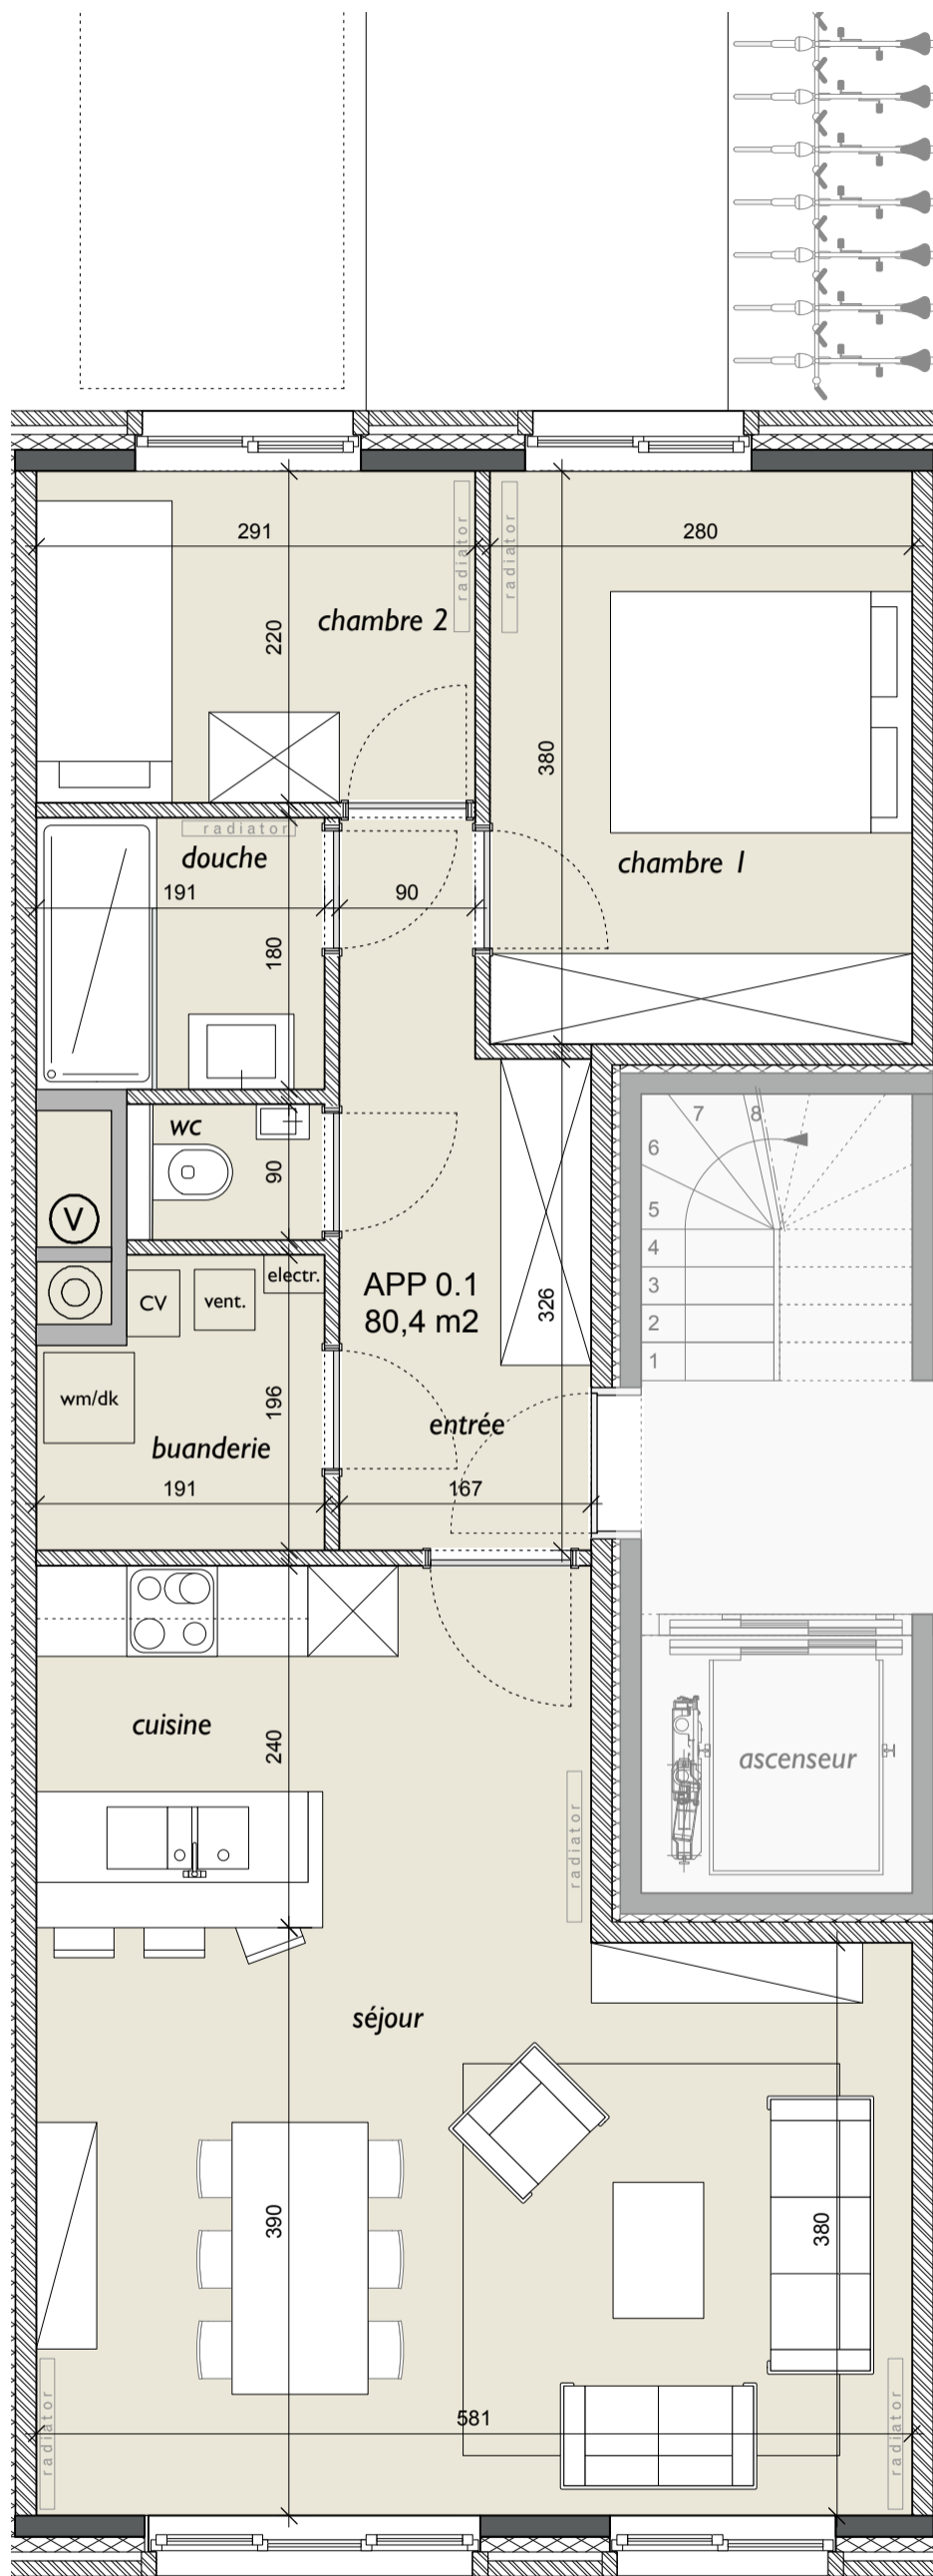 291
280
radiator
radiator
chambre 2
220
380
radiator
douche
chambre 1
191
90
180
wc
90
7
8
6
5
4
3
2
1
V
electr.
CV
vent.
APP 0.1
80,4 m2
326
wm/dk
196
entrée
buanderie
191
167
cuisine
240
ascenseur
radiator
séjour
390
380
radiator
581
radiator